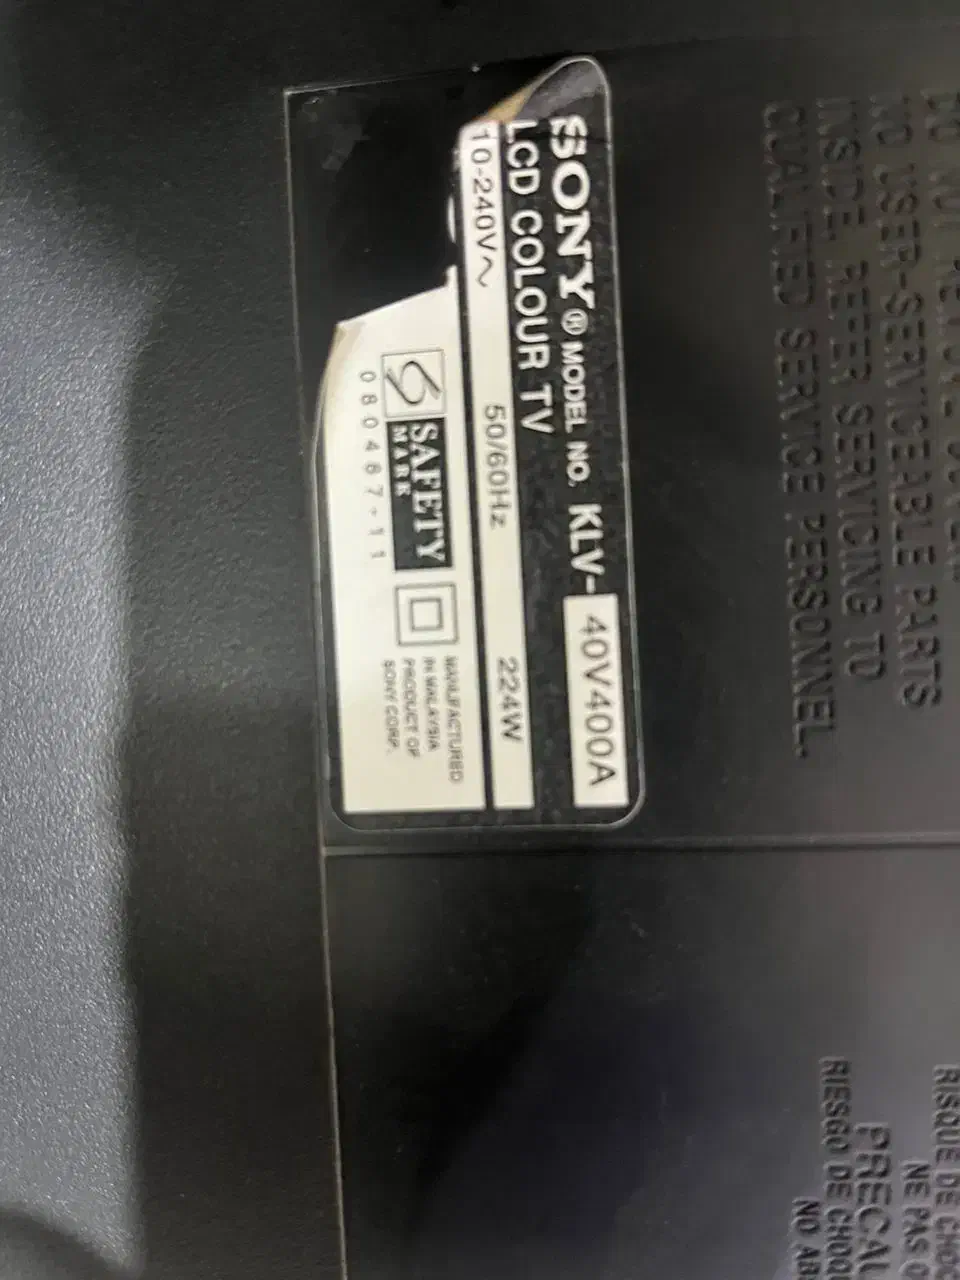 SONY® MODEL NO. KLV-40V400A
LCD COLOUR TV
10-240V~ 50/60Hz 224W
SAFETY
MARK
080467-11
MANUFACTURED
IN MALAYSIA
PRODUCT OF
SONY CORP.
NO USER-SERVICEABLE PARTS
INSIDE. REFER SERVICING TO
QUALIFIED SERVICE PERSONNEL.
RISQUE DE
NE PAS
PRECAU
RIESGO DE CHOQ
NO AB